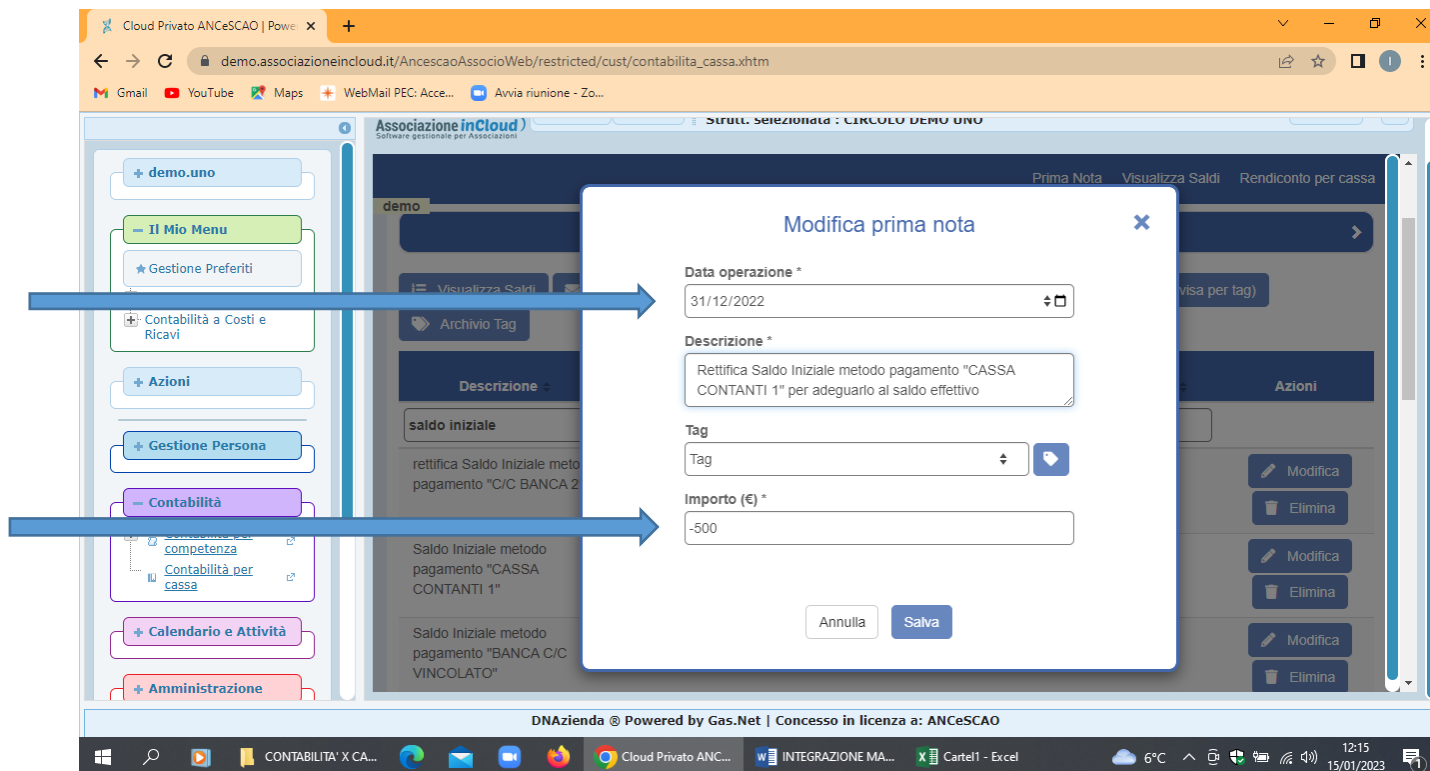 Cloud Privato ANCeSCAO | Powe
demo.associazioneincloud.it/AncescaoAssocioWeb/restricted/cust/contabilita_cassa.xhtm
I
Gmail YouTube Maps WebMail PEC: Acce... Avvia riunione - Zo...
Associazione inCloud)
Software gestionale per Associazioni
Strutt. selezionata : CIRCOLO DEMO UNO
+ demo.uno
– Il Mio Menu
Gestione Preferiti
Contabilità a Costi e
Ricavi
+ Azioni
+ Gestione Persona
– Contabilità
Contabilità per
competenza
Contabilità per
cassa
+ Calendario e Attività
+ Amministrazione
Prima Nota Visualizza Saldi Rendiconto per cassa
demo
Visualizza Saldi
visa per tag)
Archivio Tag
Descrizione
Azioni
saldo iniziale
rettifica Saldo Iniziale meto
pagamento "C/C BANCA 2
Modifica
Elimina
Saldo Iniziale metodo
pagamento "CASSA
CONTANTI 1"
Modifica
Elimina
Saldo Iniziale metodo
pagamento "BANCA C/C
VINCOLATO"
Modifica
Elimina
Modifica prima nota
Data operazione *
31/12/2022
Descrizione *
Rettifica Saldo Iniziale metodo pagamento "CASSA
CONTANTI 1" per adeguarlo al saldo effettivo
Tag
Tag
Importo (€) *
-500
Annulla Salva
DNAzienda ® Powered by Gas.Net | Concesso in licenza a: ANCeSCAO
CONTABILITA' X CA... Cloud Privato ANC... INTEGRAZIONE MA... Cartel1 - Excel 6°C 12:15
15/01/2023